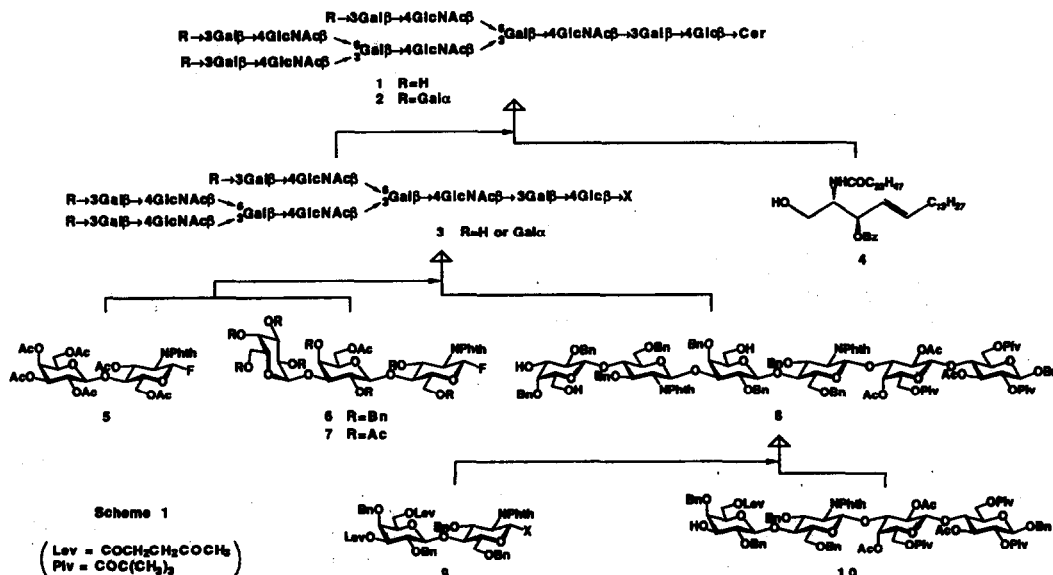 R→3Galβ→4GlcNAcβ
R→3Galβ→4GlcNAcβ
6
3
Galβ→4GlcNAcβ
R→3Galβ→4GlcNAcβ
6
3
Galβ→4GlcNAcβ→3Galβ→4Glcβ→Cer
1 R=H
2 R=Galα
R→3Galβ→4GlcNAcβ
R→3Galβ→4GlcNAcβ
6
3
Galβ→4GlcNAcβ
R→3Galβ→4GlcNAcβ
6
3
Galβ→4GlcNAcβ→3Galβ→4Glcβ→X
3 R=H or Galα
HO
OBz
4
AcO
OAc
AcO
AcO
OAc
O
OAc
NPhth
F
5
RO
OR
RO
RO
OR
OAc
O
OR
RO
OR
NPhth
F
6 R=Bn
7 R=Ac
HO
OBn
BnO
OH
OBn
BnO
NPhth
BnO
OH
OBn
BnO
NPhth
OBn
OAc
AcO
OPiv
OPiv
AcO
OPiv
OBn
8
Scheme 1
( Lev = COCH₂CH₂COCH₃
Piv = COC(CH₃)₃ )
BnO
OLev
LevO
OBn
BnO
NPhth
X
OBn
9
BnO
OLev
HO
OBn
BnO
NPhth
OBn
OAc
AcO
OPiv
OPiv
AcO
OPiv
OBn
10